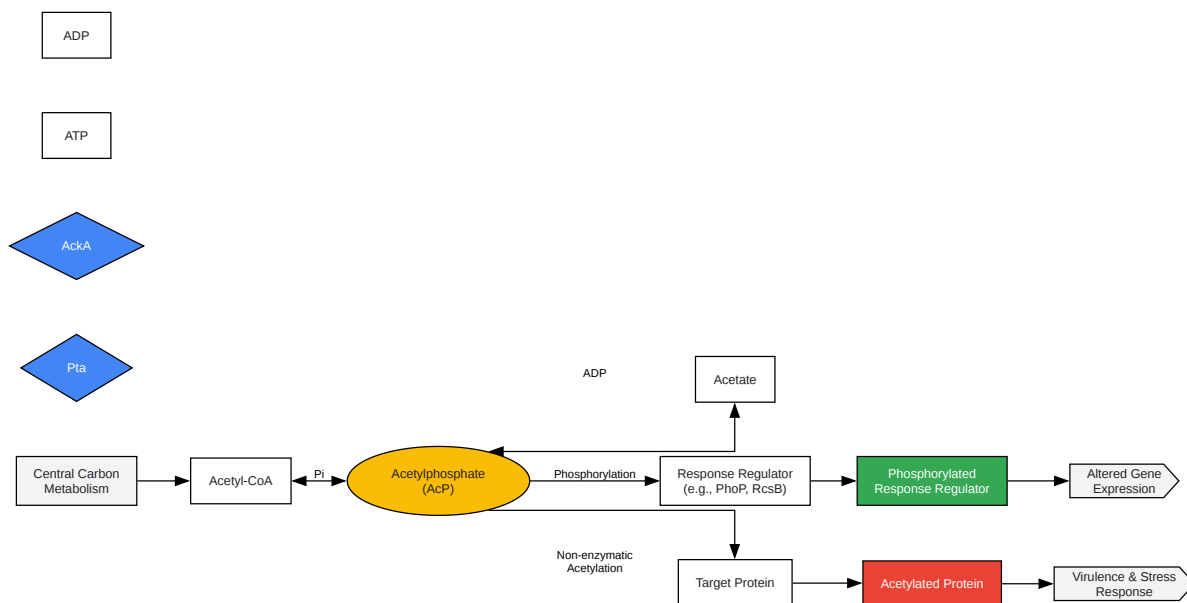 ADP
ATP
AckA
Pta
ADP
Acetate
Central Carbon
Metabolism
Acetyl-CoA
Pi
Acetylphosphate
(AcP)
Phosphorylation
Response Regulator
(e.g., PhoP, RcsB)
Phosphorylated
Response Regulator
Altered Gene
Expression
Non-enzymatic
Acetylation
Target Protein
Acetylated Protein
Virulence & Stress
Response